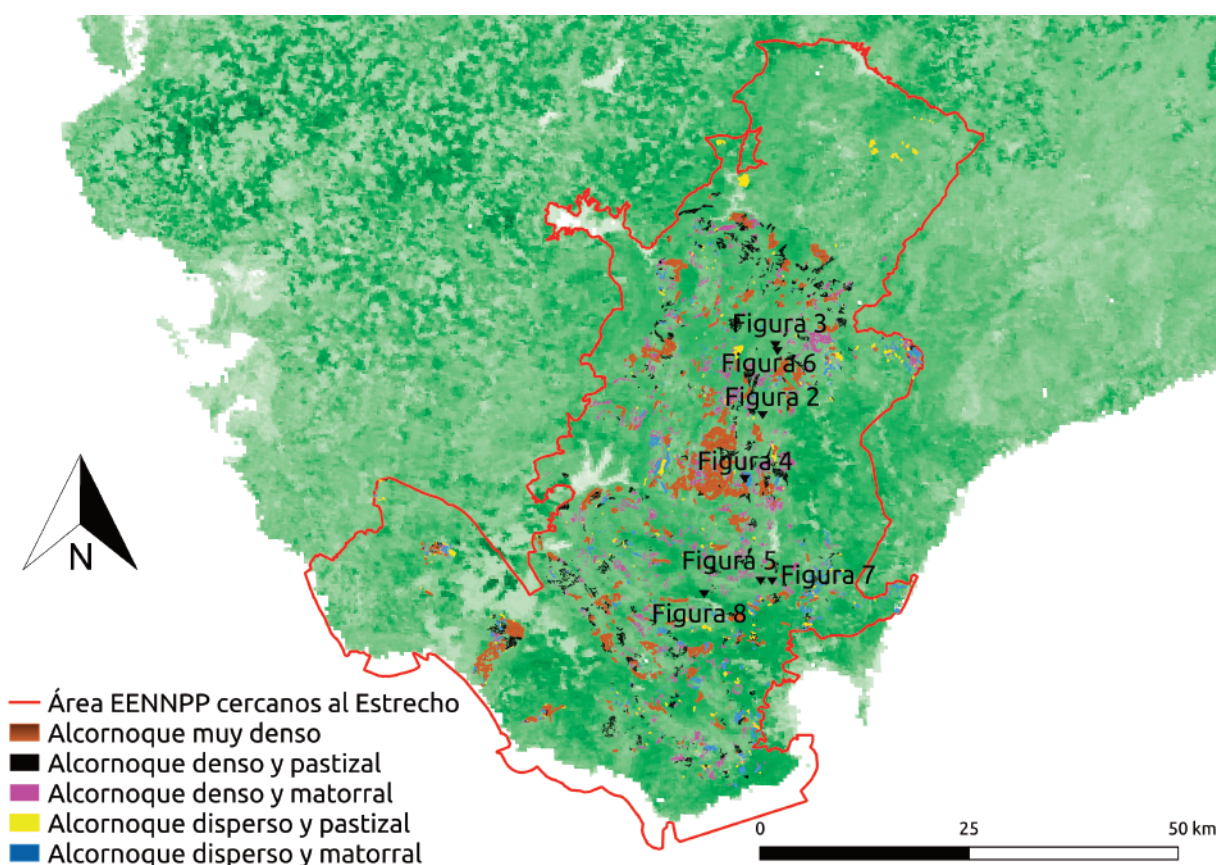 Figura 3
Figura 6
Figura 2
Figura 4
Figura 5
Figura 7
Figura 8
N
Área EENNPP cercanos al Estrecho
Alcornoque muy denso
Alcornoque denso y pastizal
Alcornoque denso y matorral
Alcornoque disperso y pastizal
Alcornoque disperso y matorral
0 25 50 km